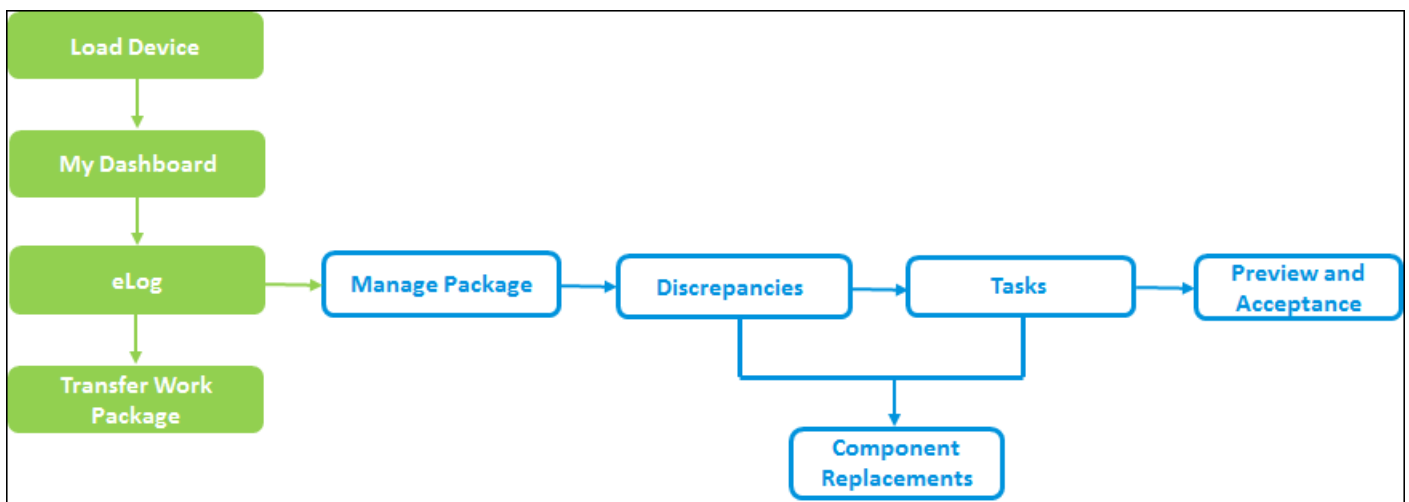 Load Device
My Dashboard
eLog
Manage Package
Discrepancies
Tasks
Preview and
Acceptance
Transfer Work
Package
Component
Replacements